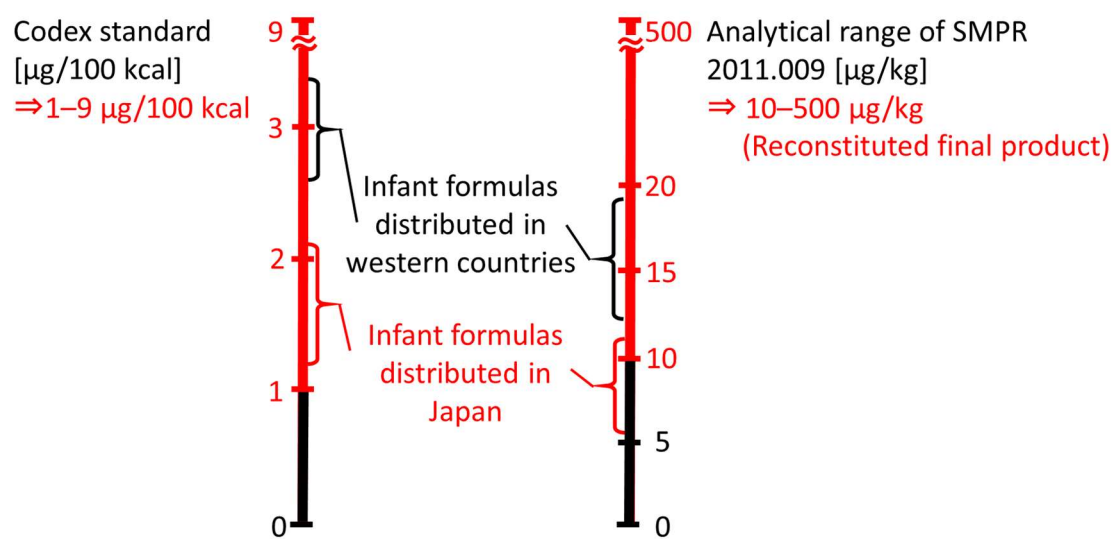 Codex standard
[µg/100 kcal]
⇒1–9 µg/100 kcal
9
3
2
1
0
Infant formulas
distributed in
western countries
Infant formulas
distributed in
Japan
500
20
15
10
5
0
Analytical range of SMPR
2011.009 [µg/kg]
⇒ 10–500 µg/kg
(Reconstituted final product)